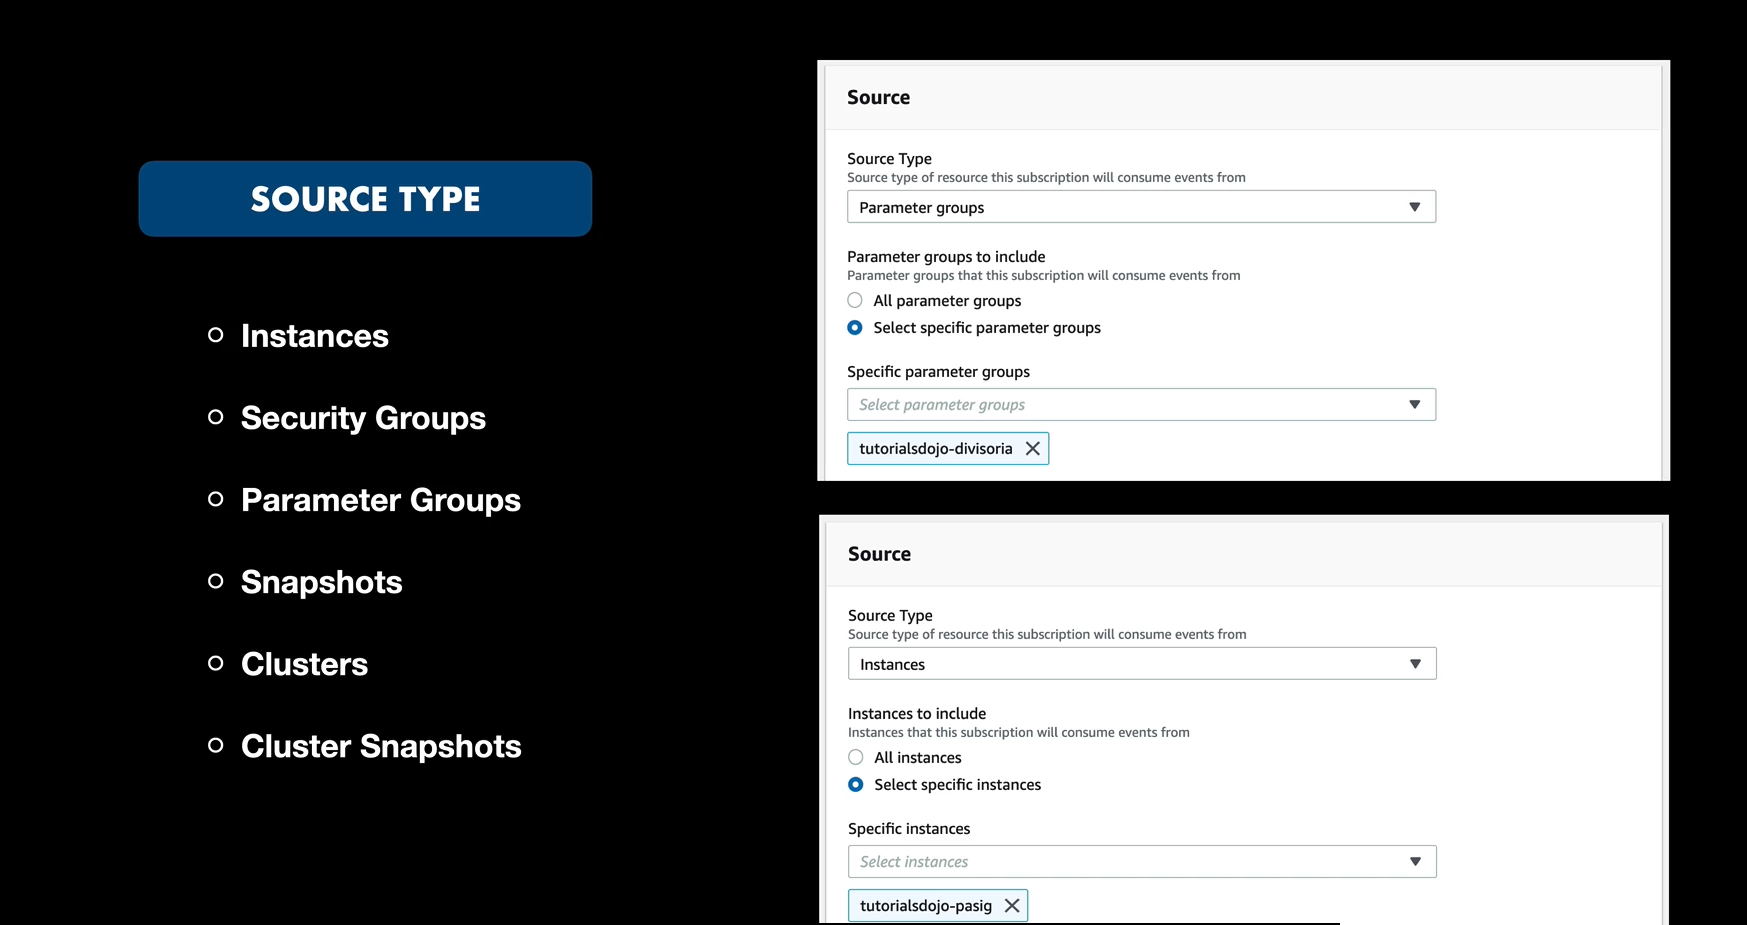 SOURCE TYPE
Instances
Security Groups
Parameter Groups
Snapshots
Clusters
Cluster Snapshots
Source
Source Type
Source type of resource this subscription will consume events from
Parameter groups
Parameter groups to include
Parameter groups that this subscription will consume events from
All parameter groups
Select specific parameter groups
Specific parameter groups
Select parameter groups
tutorialsdojo-divisoria
Source
Source Type
Source type of resource this subscription will consume events from
Instances
Instances to include
Instances that this subscription will consume events from
All instances
Select specific instances
Specific instances
Select instances
tutorialsdojo-pasig